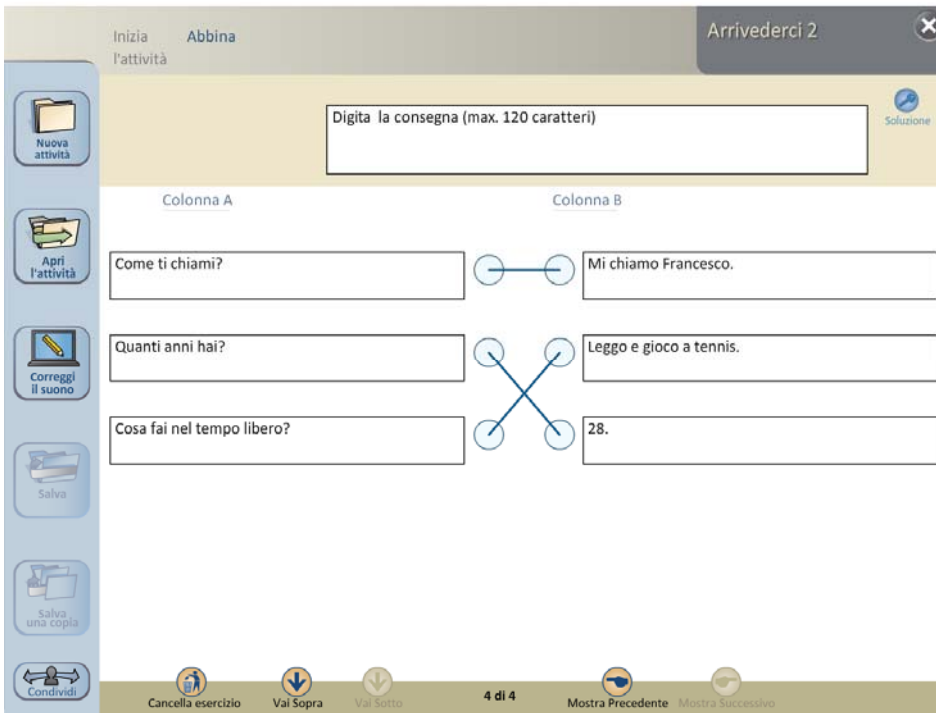 Inizia l'attività
Abbina
Arrivederci 2
Digita  la consegna (max. 120 caratteri)
Soluzione
Nuova
attività
Colonna A
Colonna B
Apri
l'attività
Come ti chiami?
Mi chiamo Francesco.
Correggi
il suono
Quanti anni hai?
Leggo e gioco a tennis.
Cosa fai nel tempo libero?
28.
Salva
Salva
una copia
Condividi
Cancella esercizio
Vai Sopra
Vai Sotto
4 di 4
Mostra Precedente
Mostra Successivo